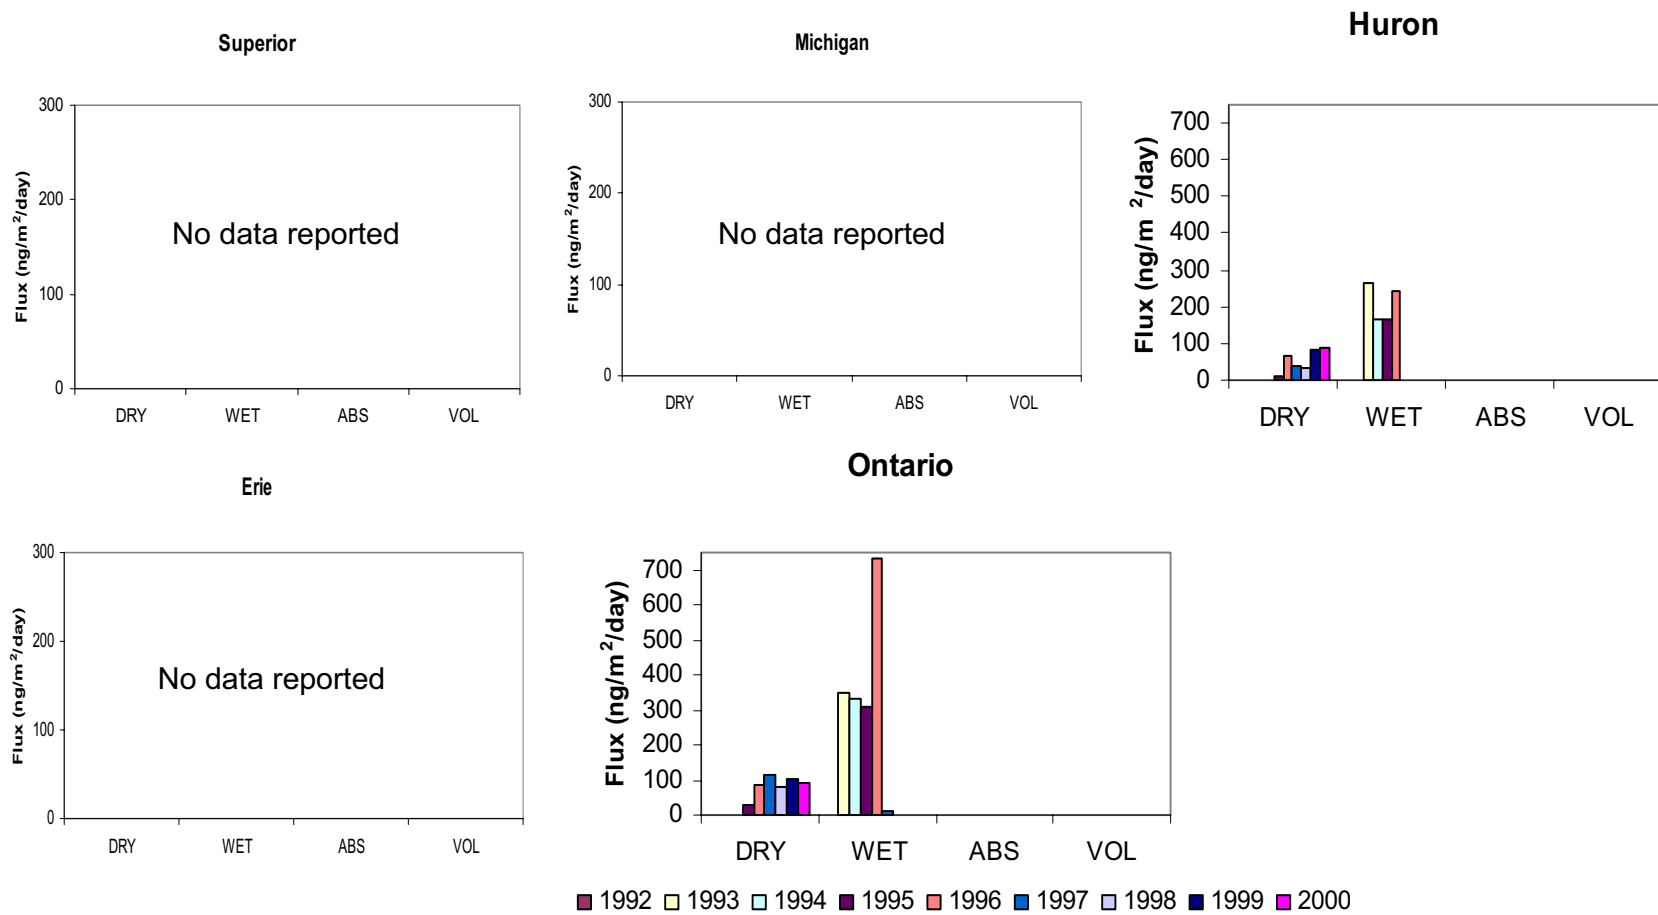 Superior
Flux (ng/m²/day)
300
200
100
0
No data reported
DRY WET ABS VOL
Michigan
Flux (ng/m²/day)
300
200
100
0
No data reported
DRY WET ABS VOL
Huron
Flux (ng/m ²/day)
700
600
500
400
300
200
100
0
DRY WET ABS VOL
Erie
Flux (ng/m²/day)
300
200
100
0
No data reported
DRY WET ABS VOL
Ontario
Flux (ng/m²/day)
700
600
500
400
300
200
100
0
DRY WET ABS VOL
1992 1993 1994 1995 1996 1997 1998 1999 2000